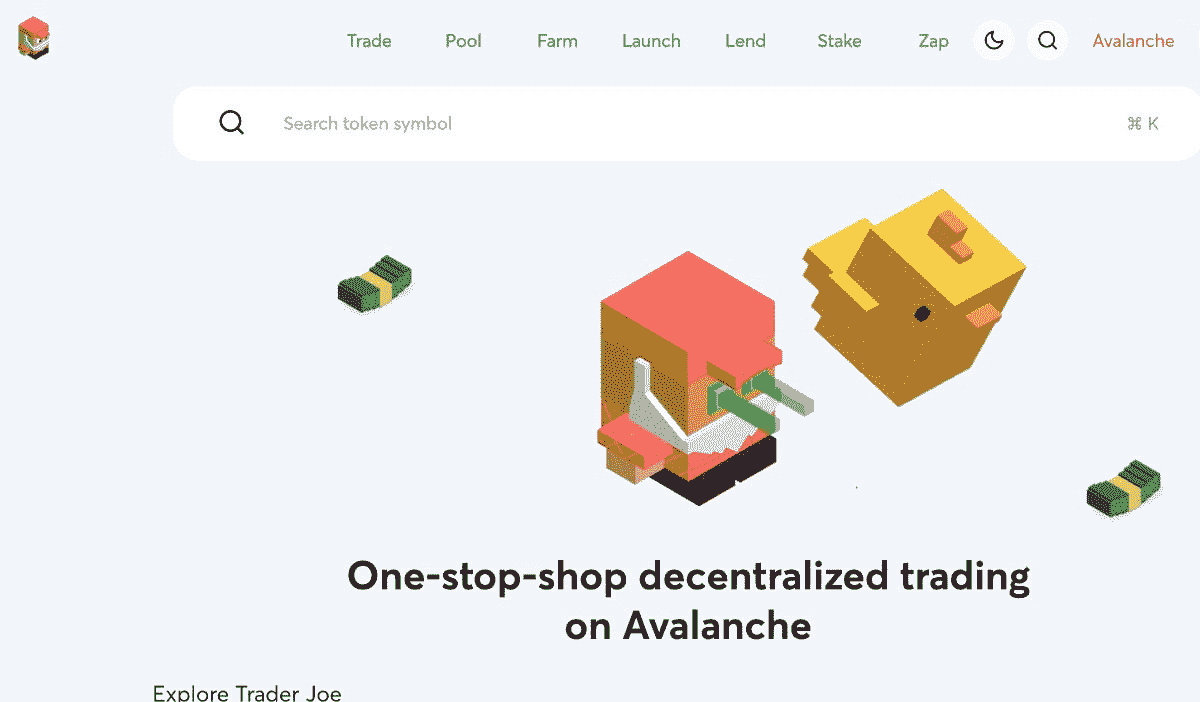 Trade Pool Farm Launch Lend Stake Zap Avalanche
Search token symbol ⌘ K
One-stop-shop decentralized trading
on Avalanche
Explore Trader Joe